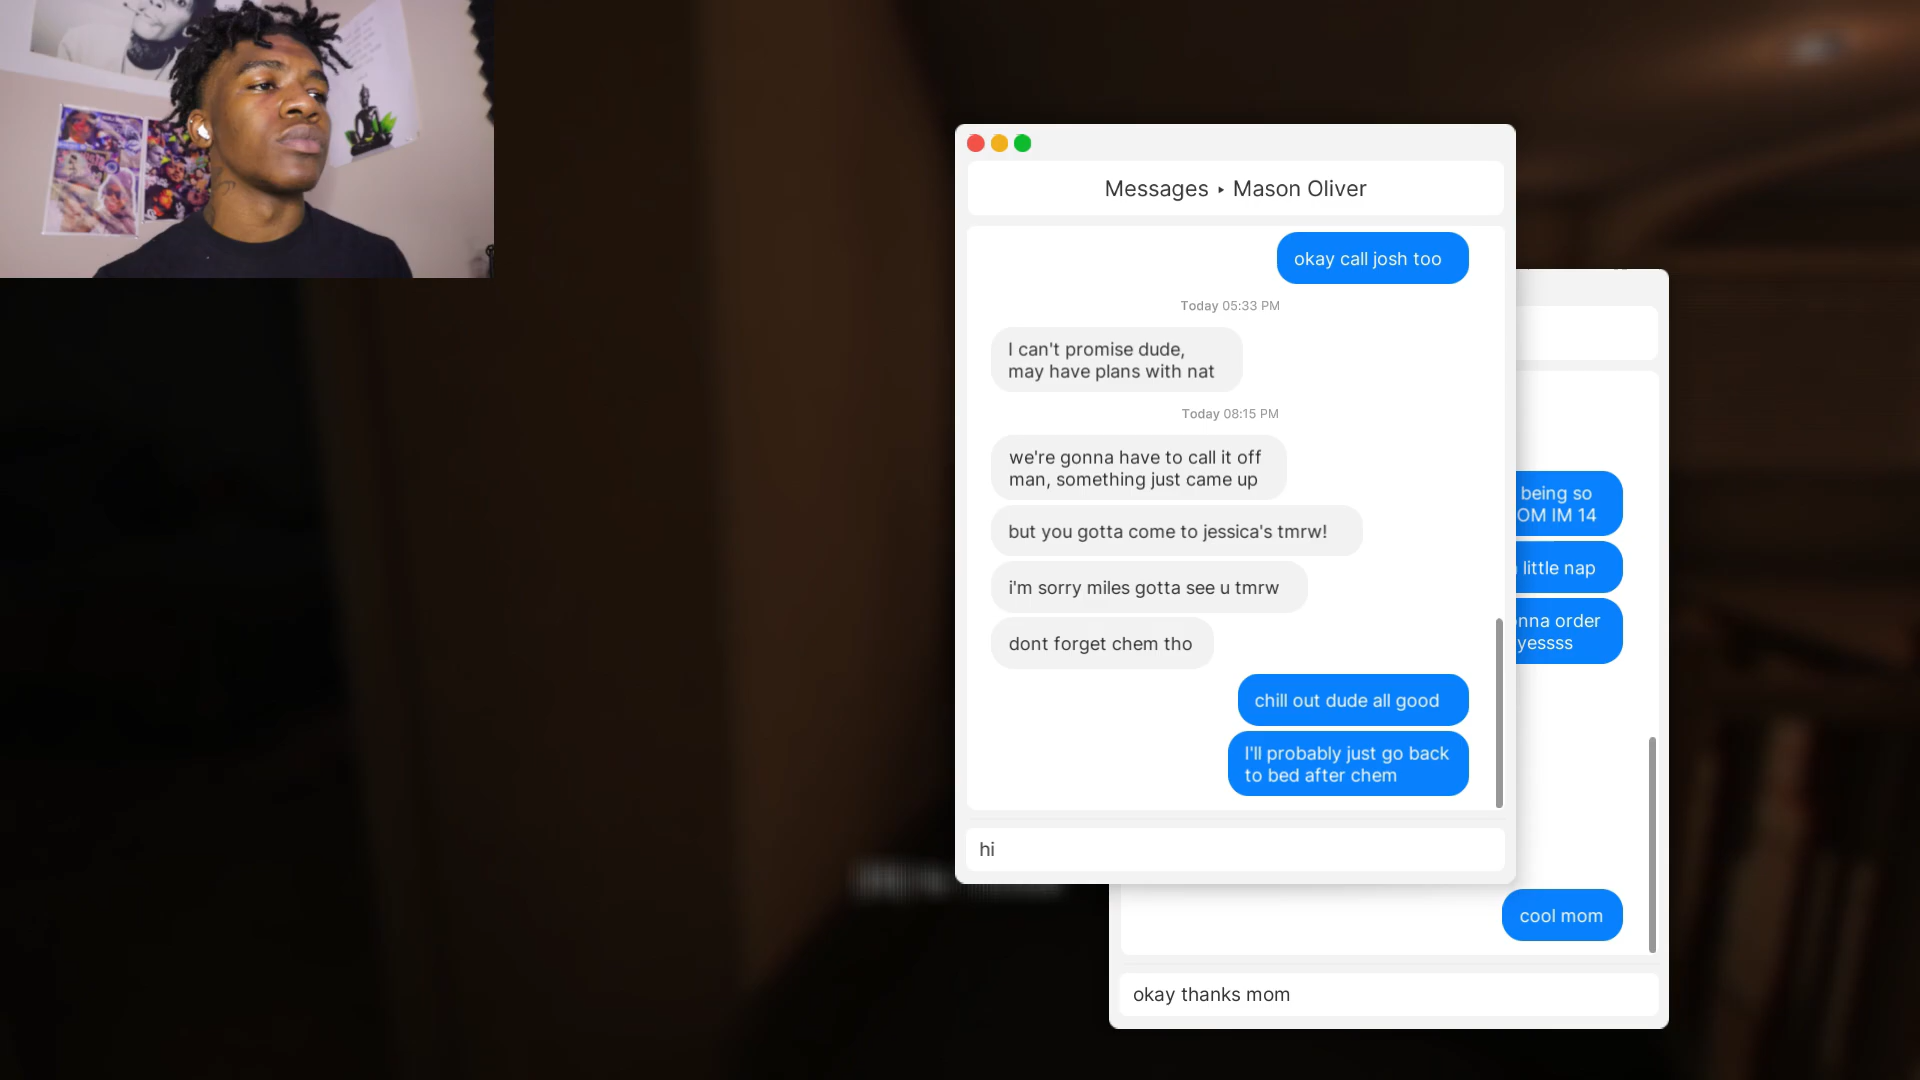 Messages ‣ Mason Oliver
okay call josh too
Today 05:33 PM
I can't promise dude,
may have plans with nat
Today 08:15 PM
we're gonna have to call it off
man, something just came up
but you gotta come to jessica's tmrw!
i'm sorry miles gotta see u tmrw
dont forget chem tho
chill out dude all good
I'll probably just go back
to bed after chem
hi
being so
OM IM 14
little nap
nna order
yessss
cool mom
okay thanks mom